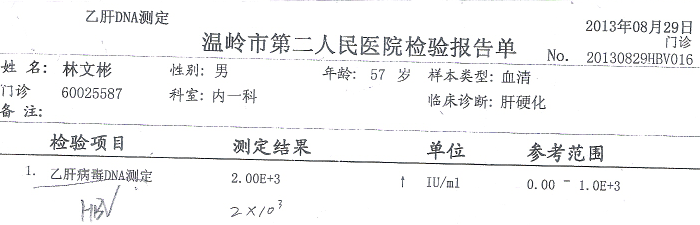 乙肝DNA测定
2013年08月29日
温岭市第二人民医院检验报告单
门诊
No. 20130829HBV016
姓 名: 林文彬 性别: 男 年龄: 57 岁 样本类型: 血清
门诊 60025587 科室: 内一科 临床诊断: 肝硬化
备 注:
检验项目 测定结果 单位 参考范围
1. 乙肝病毒DNA测定 2.00E+3 ↑ IU/ml 0.00 - 1.0E+3
HBV 2×10³